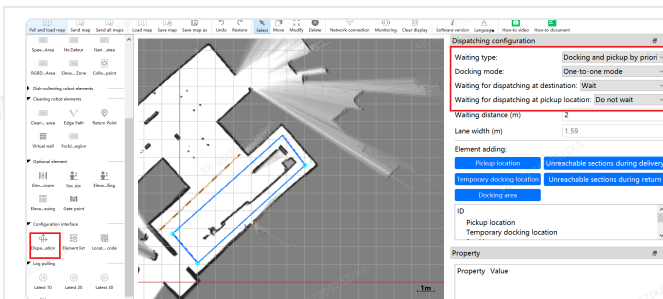 Pull and load map Send map Send all maps Load map Save map Save map as Undo Restore Select Move Modify Delete Network connection Monitoring Clear display Software version Language How-to video How-to document
Spee...Area No Detour Narr...area
RGBD...Area Eleva...Zone Colle...point
Dish-collecting robot elements
Cleaning robot elements
Clean... area Edge Path Return Point
Virtual wall Forbi...egion
Optional element
Elev...room Eleva...lling
Eleva...ssing Gate point
Configuration interface
Dispa...ation Element list Locat... code
Log pulling
Latest 10 Latest 20 Latest 30
1m
Dispatching configuration
Waiting type: Docking and pickup by priori
Docking mode: One-to-one mode
Waiting for dispatching at destination: Wait
Waiting for dispatching at pickup location: Do not wait
Waiting distance (m) 2
Lane width (m) 1.59
Element adding:
Pickup location Unreachable sections during delivery
Temporary docking location Unreachable sections during return
Docking area
ID
Pickup location
Temporary docking location
Property
Property Value